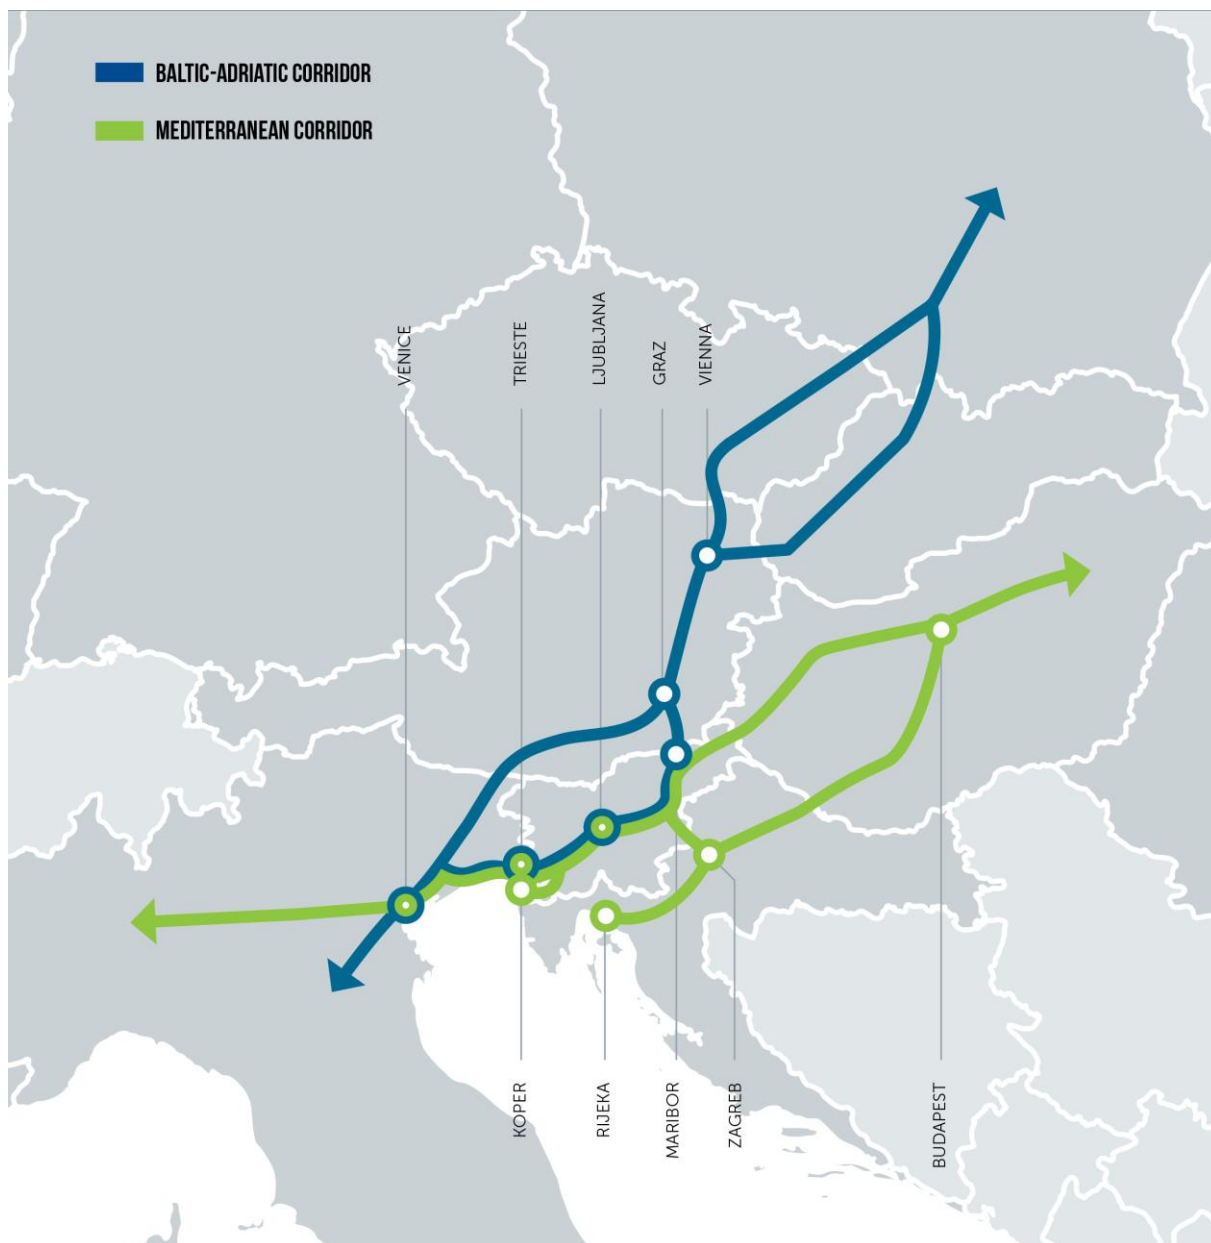 BALTIC-ADRIATIC CORRIDOR
MEDITERRANEAN CORRIDOR
VENICE
TRIESTE
LJUBLJANA
GRAZ
VIENNA
KOPER
RIJEKA
MARIBOR
ZAGREB
BUDAPEST